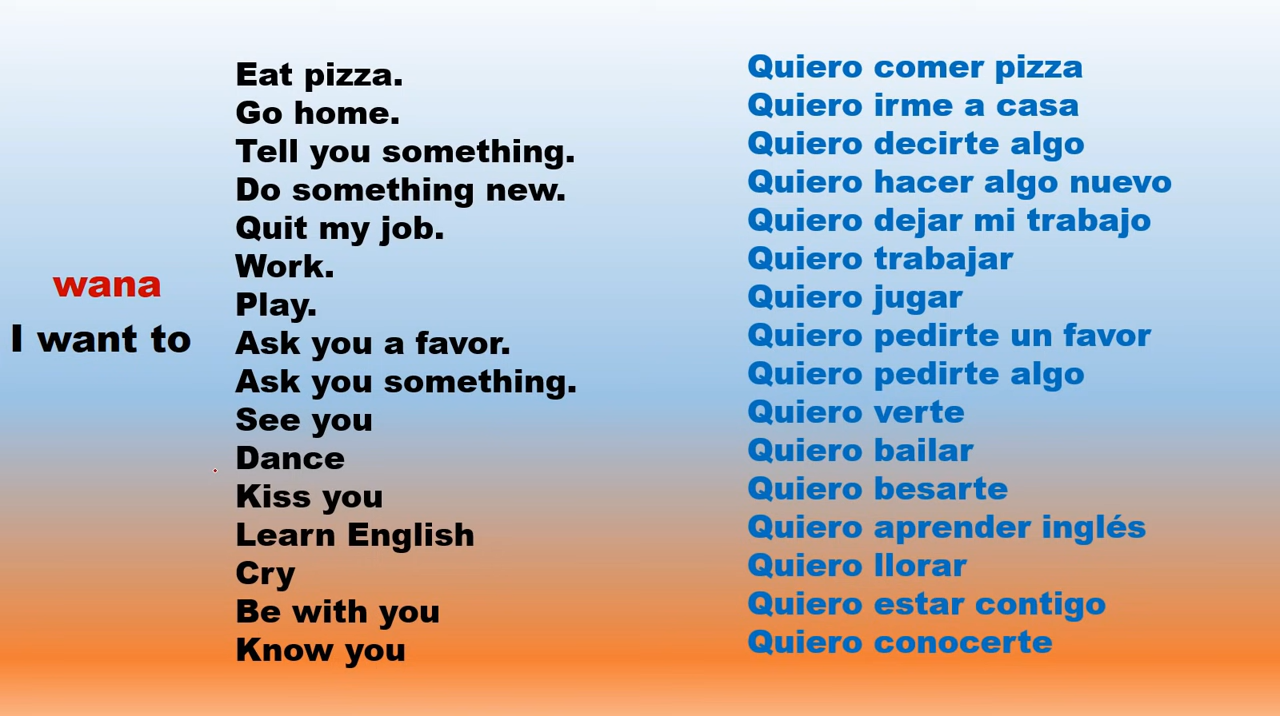 wana
I want to
Eat pizza.
Go home.
Tell you something.
Do something new.
Quit my job.
Work.
Play.
Ask you a favor.
Ask you something.
See you
Dance
Kiss you
Learn English
Cry
Be with you
Know you
Quiero comer pizza
Quiero irme a casa
Quiero decirte algo
Quiero hacer algo nuevo
Quiero dejar mi trabajo
Quiero trabajar
Quiero jugar
Quiero pedirte un favor
Quiero pedirte algo
Quiero verte
Quiero bailar
Quiero besarte
Quiero aprender inglés
Quiero llorar
Quiero estar contigo
Quiero conocerte